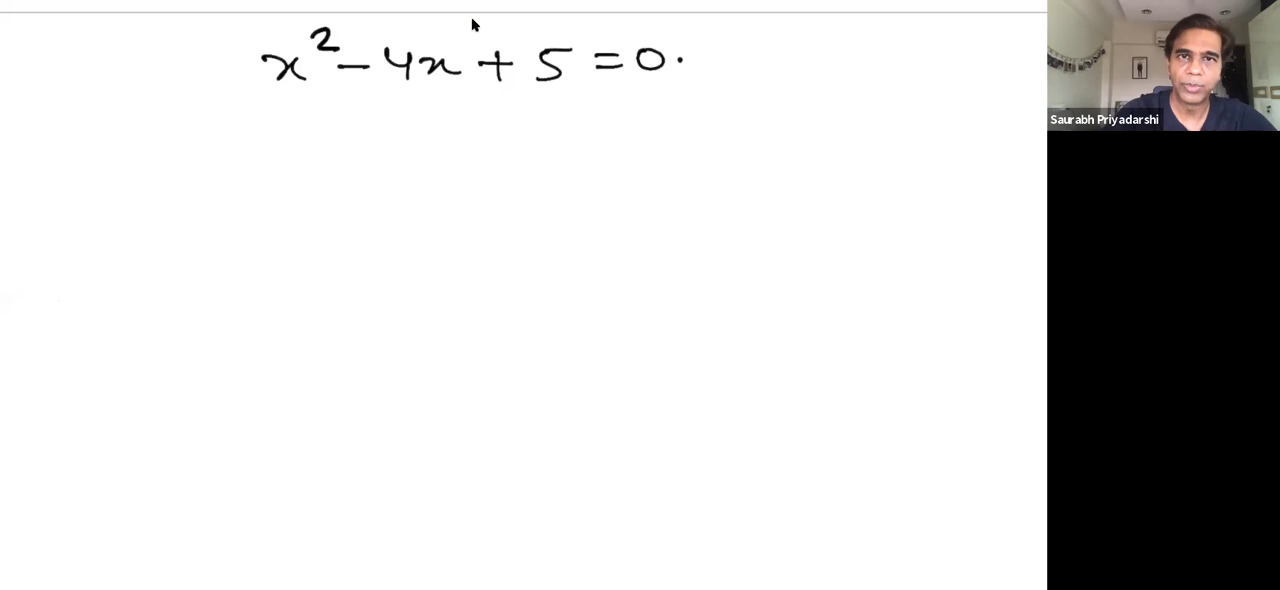 x² - 4x + 5 = 0.
Saurabh Priyadarshi